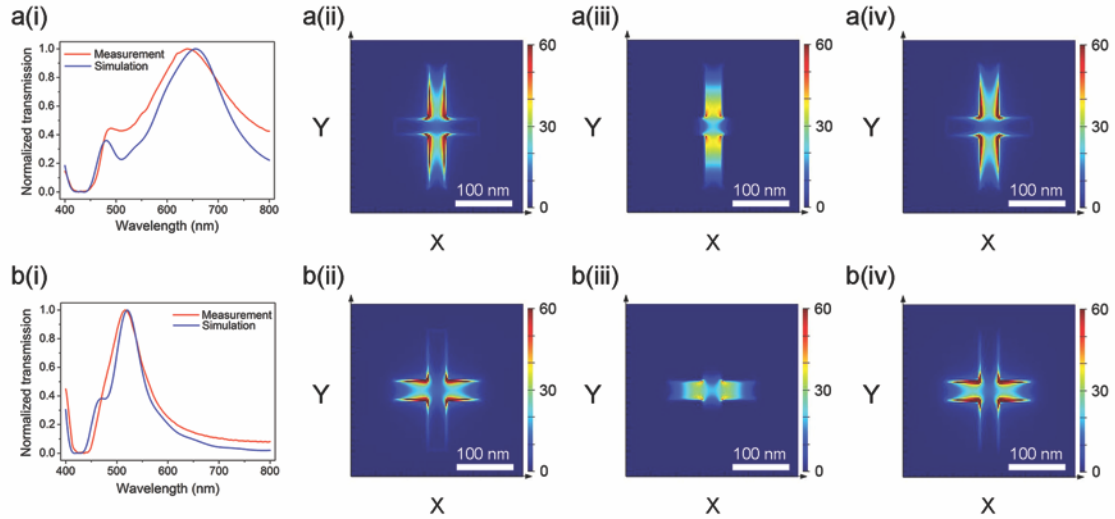 a(i)
a(ii)
a(iii)
a(iv)
Normalized transmission
1.0
0.8
0.6
0.4
0.2
0.0
Measurement
Simulation
400 500 600 700 800
Wavelength (nm)
Y
X
100 nm
60
30
0
Y
X
100 nm
60
30
0
Y
X
100 nm
60
30
0
b(i)
b(ii)
b(iii)
b(iv)
Normalized transmission
1.0
0.8
0.6
0.4
0.2
0.0
Measurement
Simulation
400 500 600 700 800
Wavelength (nm)
Y
X
100 nm
60
30
0
Y
X
100 nm
60
30
0
Y
X
100 nm
60
30
0